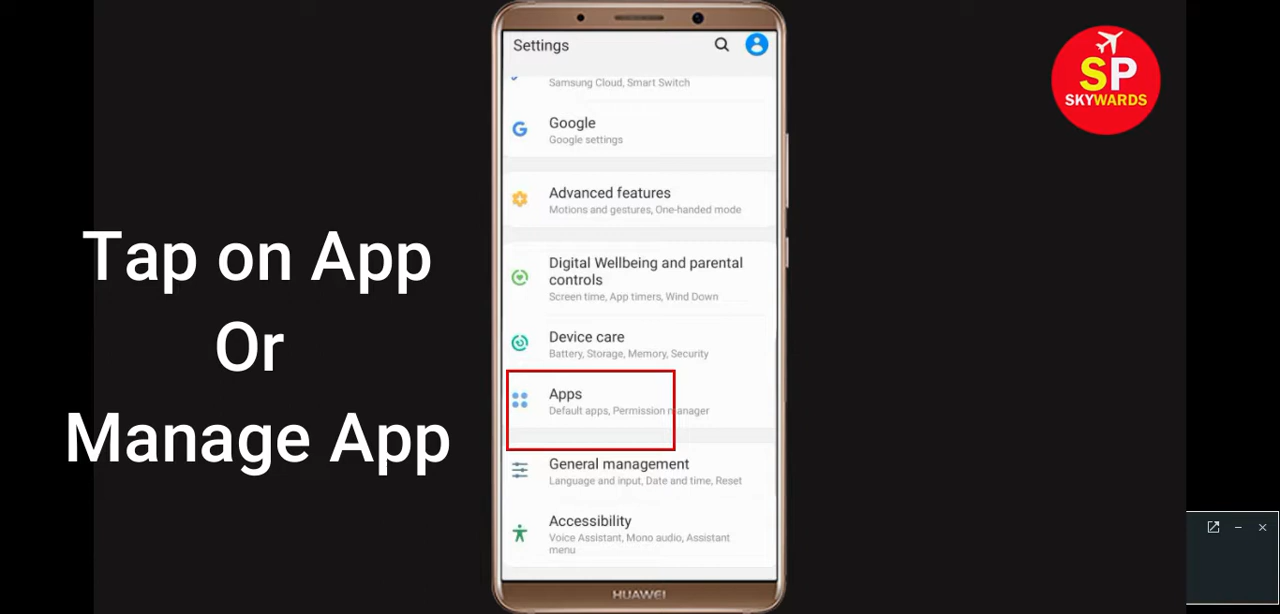 Settings
Samsung Cloud, Smart Switch
Google
Google settings
Advanced features
Motions and gestures, One-handed mode
Digital Wellbeing and parental
controls
Screen time, App timers, Wind Down
Device care
Battery, Storage, Memory, Security
Apps
Default apps, Permission manager
General management
Language and input, Date and time, Reset
Accessibility
Voice Assistant, Mono audio, Assistant
menu
HUAWEI
Tap on App
Or
Manage App
SP
SKYWARDS